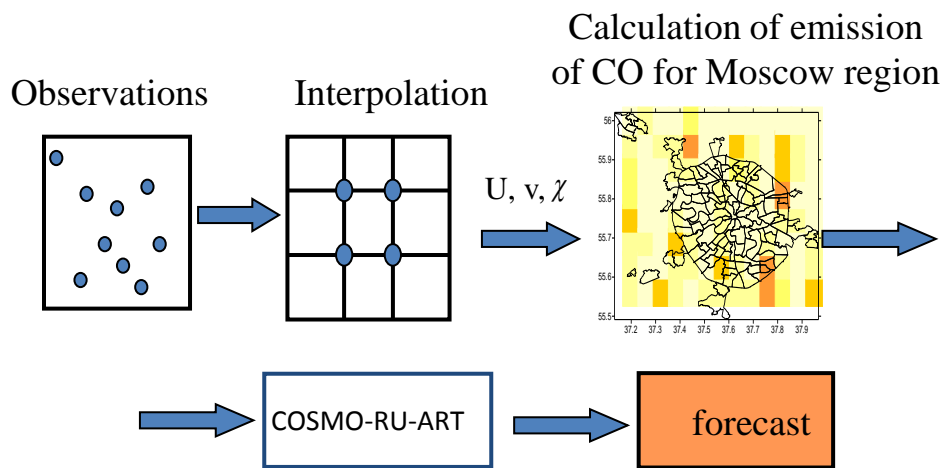 Calculation of emission
of CO for Moscow region
Observations
Interpolation
U, v, χ
56
55.9
55.8
55.7
55.6
55.5
37.2 37.3 37.4 37.5 37.6 37.7 37.8 37.9
COSMO-RU-ART
forecast